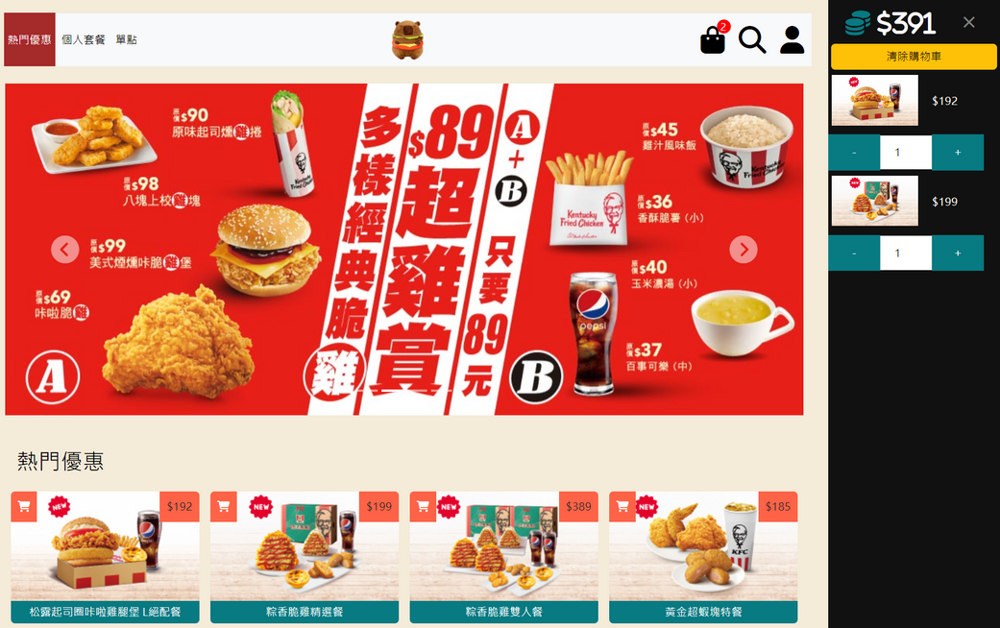 熱門優惠 個人套餐 單點
2
$391
清除購物車
$192
- 1 +
$199
- 1 +
原價$90
原味起司燻雞捲
原價$98
八塊上校雞塊
原價$99
美式煙燻咔脆雞堡
原價$69
咔啦脆雞
A
多樣經典脆雞
$89超雞賞
A+B只要89元
原價$45
雞汁風味飯
原價$36
香酥脆薯（小）
原價$40
玉米濃湯（小）
原價$37
百事可樂（中）
B
Kentucky
Fried Chicken
pepsi
熱門優惠
NEW $192
NEW $199
NEW $389
NEW $185
KFC
松露起司圈咔啦雞腿堡 L絕配餐
粽香脆雞精選餐
粽香脆雞雙人餐
黃金超蝦塊特餐